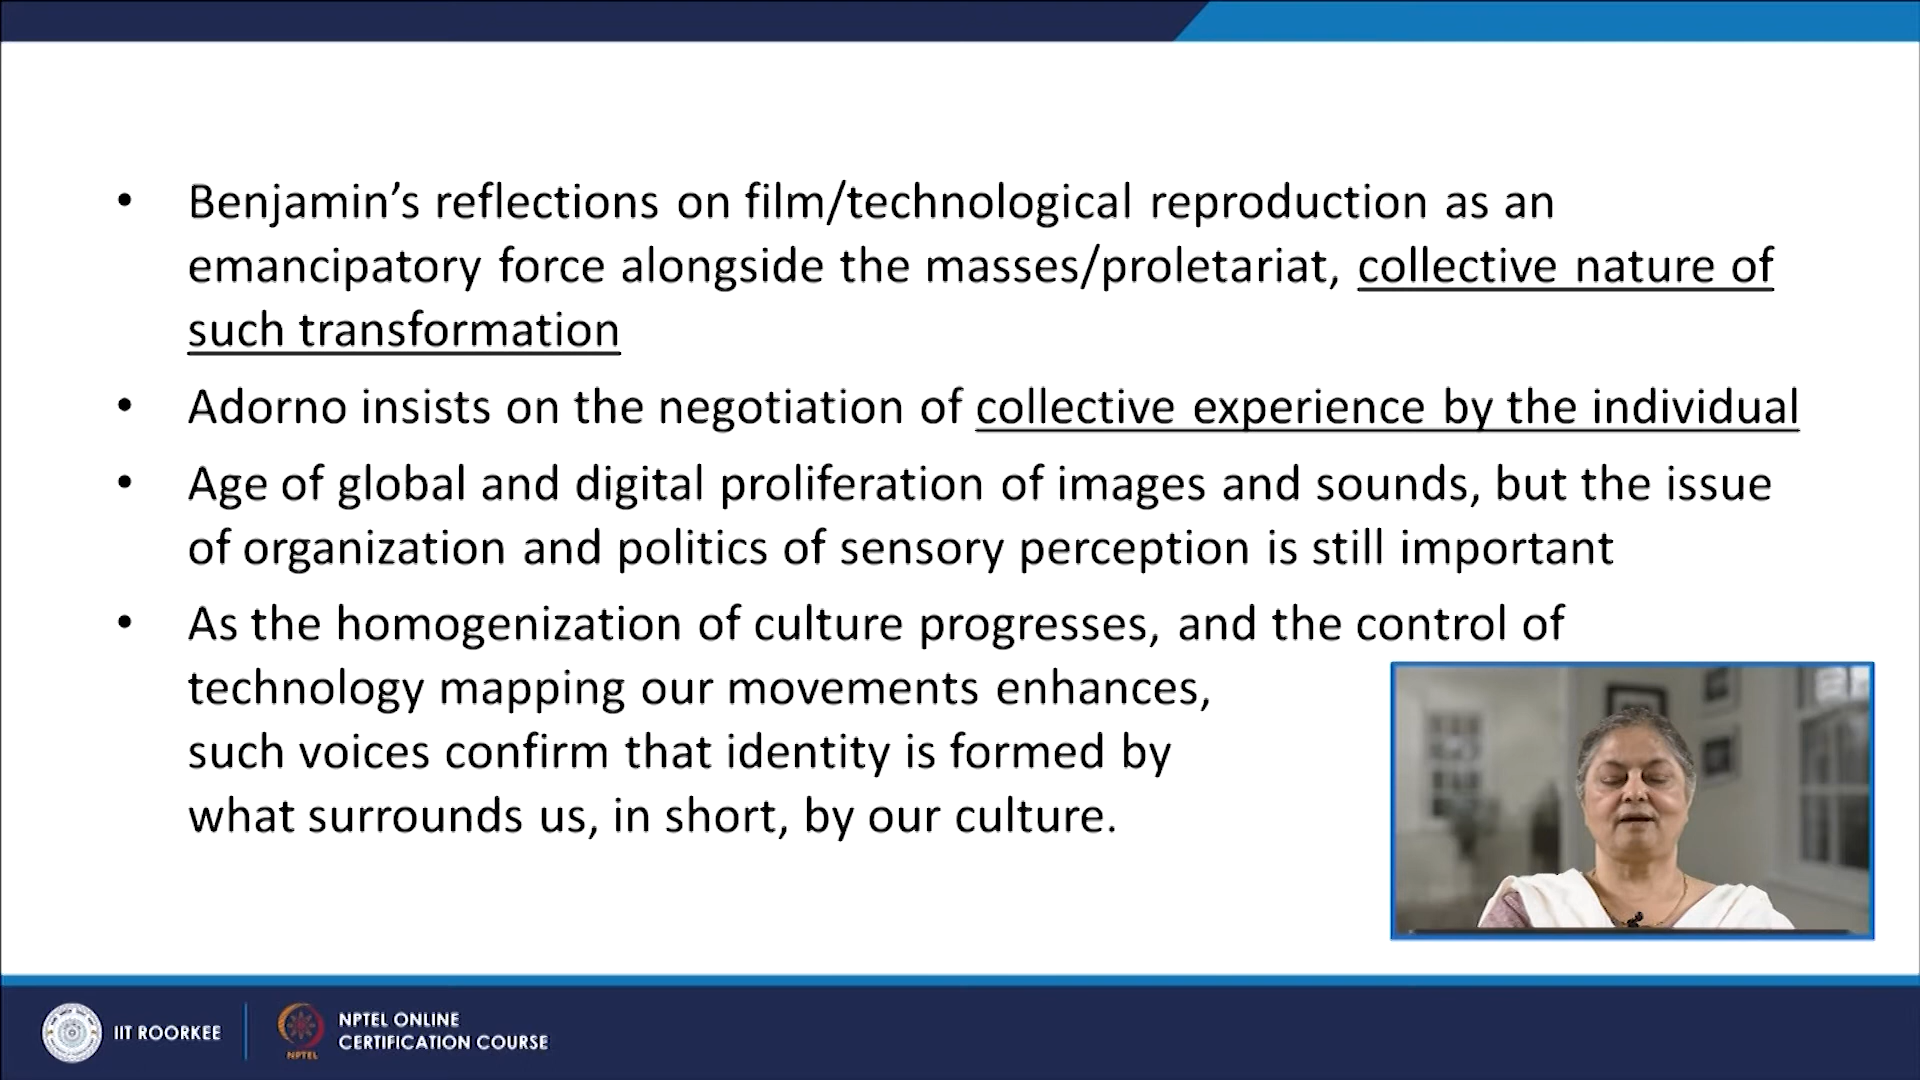 • Benjamin’s reflections on film/technological reproduction as an
emancipatory force alongside the masses/proletariat, collective nature of
such transformation
• Adorno insists on the negotiation of collective experience by the individual
• Age of global and digital proliferation of images and sounds, but the issue
of organization and politics of sensory perception is still important
• As the homogenization of culture progresses, and the control of
technology mapping our movements enhances,
such voices confirm that identity is formed by
what surrounds us, in short, by our culture.
IIT ROORKEE
NPTEL
NPTEL ONLINE
CERTIFICATION COURSE